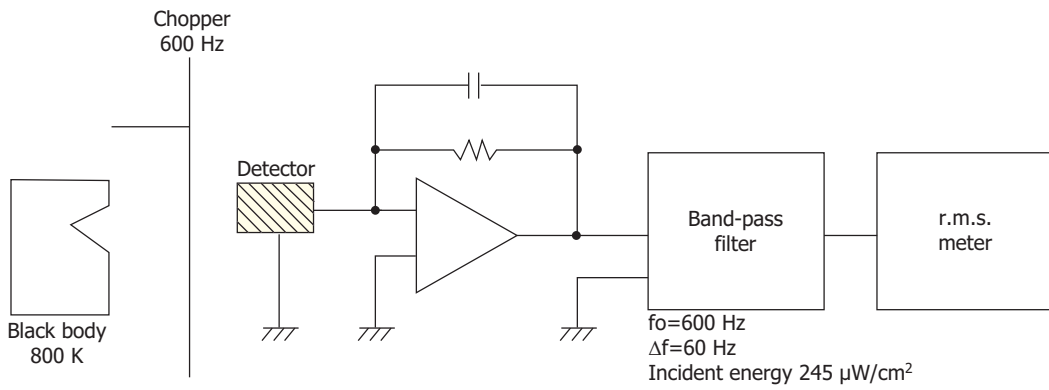 Chopper
600 Hz
Detector
Band-pass
filter
r.m.s.
meter
Black body
800 K
fo=600 Hz
Δf=60 Hz
Incident energy 245 μW/cm²